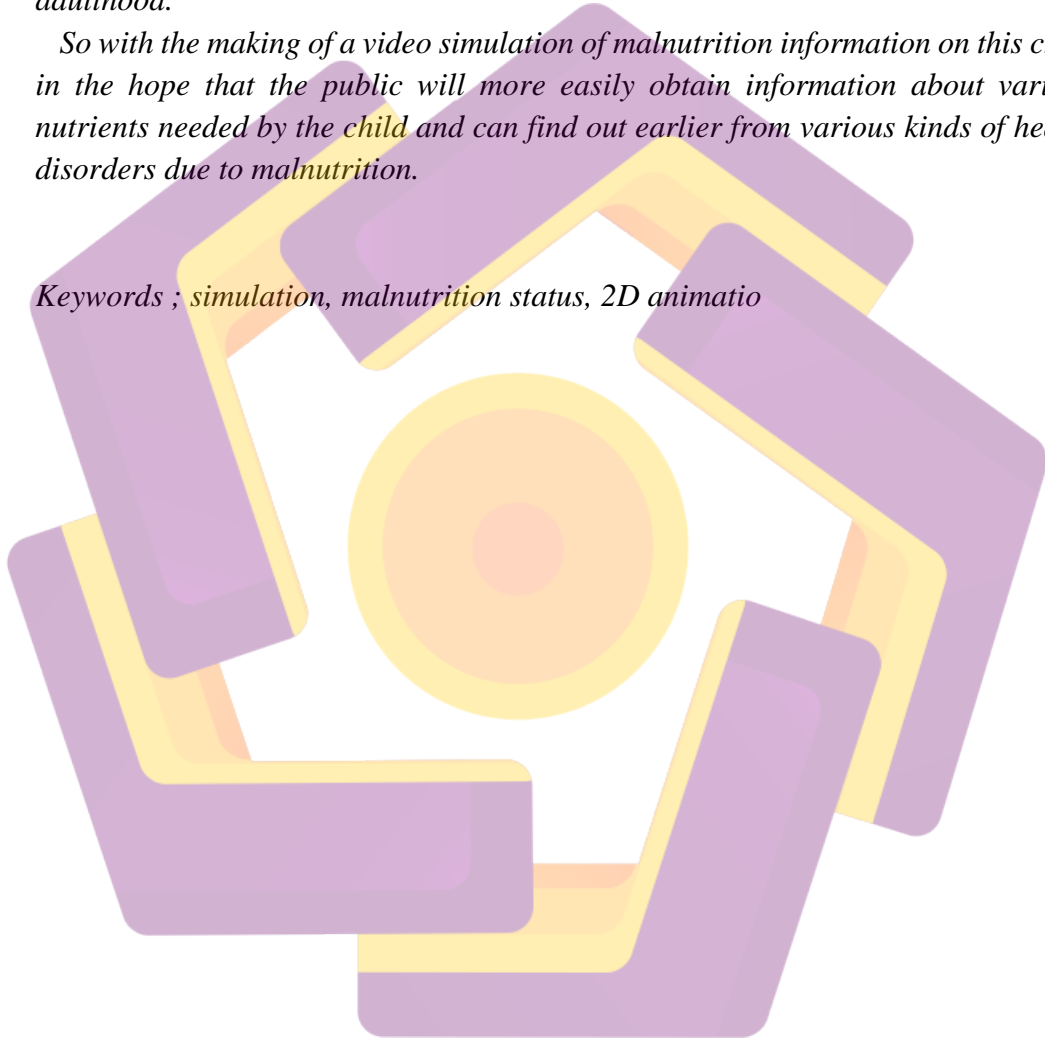 adulthood.
So with the making of a video simulation of malnutrition information on this
in the hope that the public will more easily obtain information about
nutrients needed by the child and can find out earlier from various kinds of
disorders due to malnutrition.
Keywords ; simulation, malnutrition status, 2D animatio